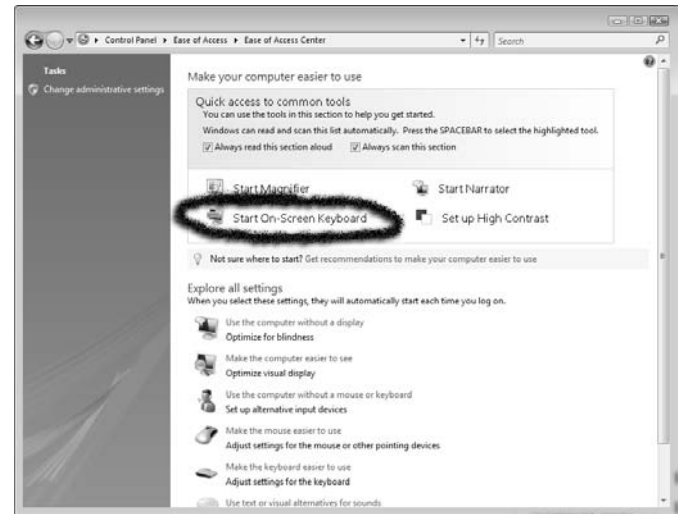 Control Panel ▸ Ease of Access ▸ Ease of Access Center
Search
Tasks
Change administrative settings
Make your computer easier to use
Quick access to common tools
You can use the tools in this section to help you get started.
Windows can read and scan this list automatically. Press the SPACEBAR to select the highlighted tool.
Always read this section aloud Always scan this section
Start Magnifier Start Narrator
Start On-Screen Keyboard Set up High Contrast
Not sure where to start? Get recommendations to make your computer easier to use
Explore all settings
When you select these settings, they will automatically start each time you log on.
Use the computer without a display
Optimize for blindness
Make the computer easier to see
Optimize visual display
Use the computer without a mouse or keyboard
Set up alternative input devices
Make the mouse easier to use
Adjust settings for the mouse or other pointing devices
Make the keyboard easier to use
Adjust settings for the keyboard
Use text or visual alternatives for sounds